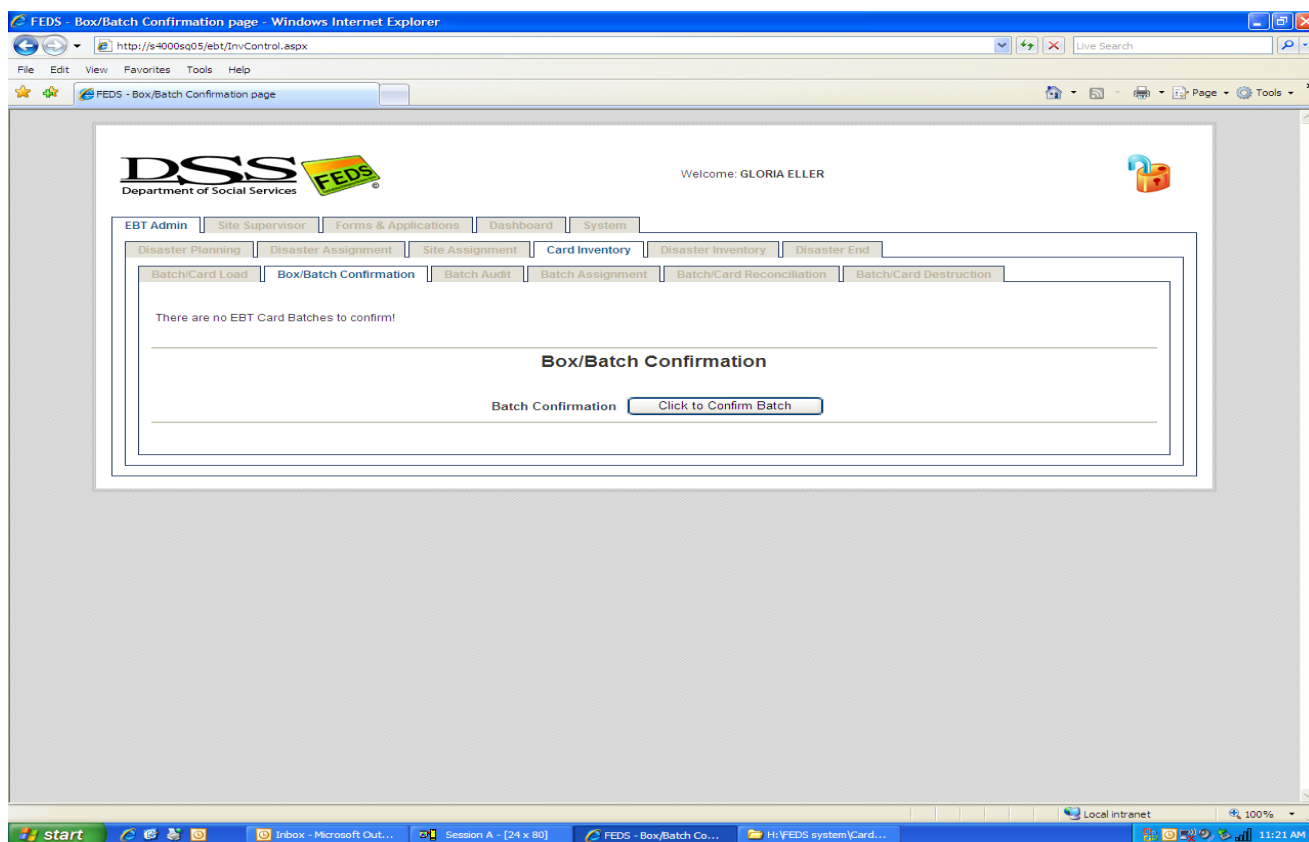 FEDS - Box/Batch Confirmation page - Windows Internet Explorer
http://s4000sq05/ebt/InvControl.aspx
Live Search
File Edit View Favorites Tools Help
FEDS - Box/Batch Confirmation page
Page Tools
DSS FEDS
Department of Social Services
Welcome: GLORIA ELLER
EBT Admin Site Supervisor Forms & Applications Dashboard System
Disaster Planning Disaster Assignment Site Assignment Card Inventory Disaster Inventory Disaster End
Batch/Card Load Box/Batch Confirmation Batch Audit Batch Assignment Batch/Card Reconciliation Batch/Card Destruction
There are no EBT Card Batches to confirm!
Box/Batch Confirmation
Batch Confirmation Click to Confirm Batch
Local intranet 100%
start Inbox - Microsoft Out... Session A - [24 x 80] FEDS - Box/Batch Co... H:\FEDS system\Card... 11:21 AM